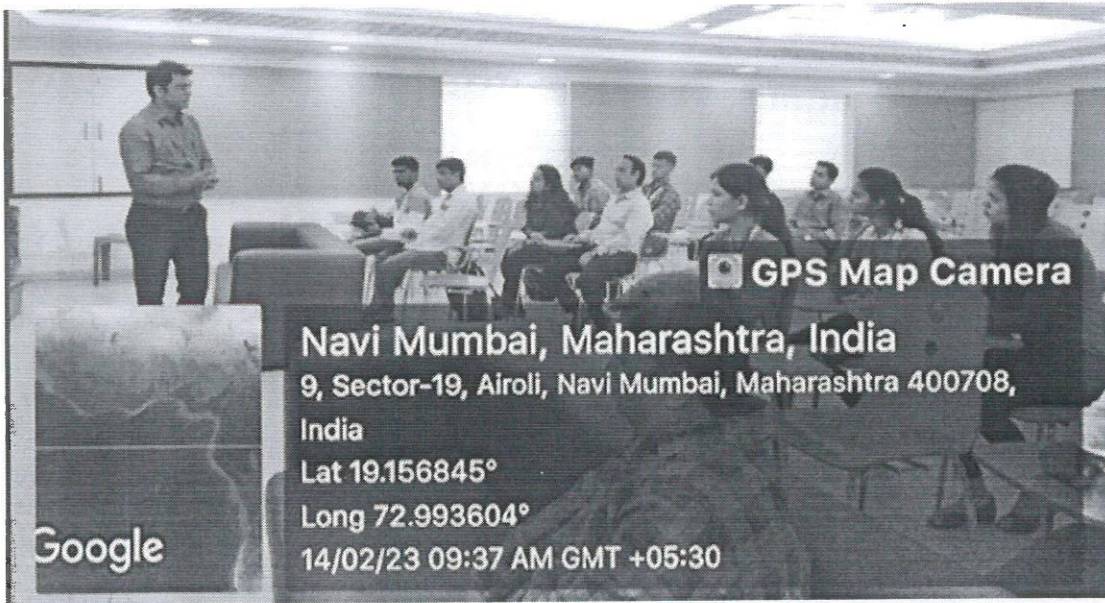 GPS Map Camera
Navi Mumbai, Maharashtra, India
9, Sector-19, Airoli, Navi Mumbai, Maharashtra 400708,
India
Lat 19.156845°
Long 72.993604°
14/02/23 09:37 AM GMT +05:30
Google